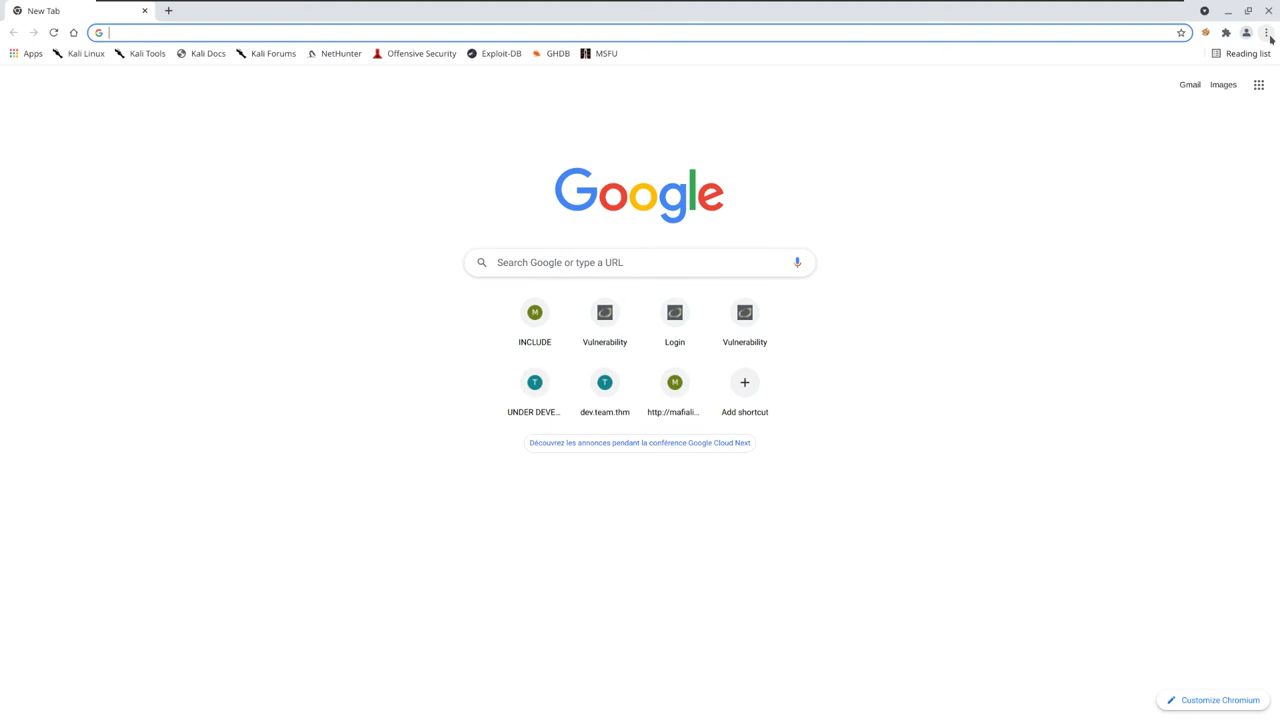 New Tab
Apps Kali Linux Kali Tools Kali Docs Kali Forums NetHunter Offensive Security Exploit-DB GHDB MSFU Reading list
Gmail Images
Google
Search Google or type a URL
INCLUDE Vulnerability Login Vulnerability
UNDER DEVE... dev.team.thm http://mafiali... Add shortcut
Découvrez les annonces pendant la conférence Google Cloud Next
Customize Chromium